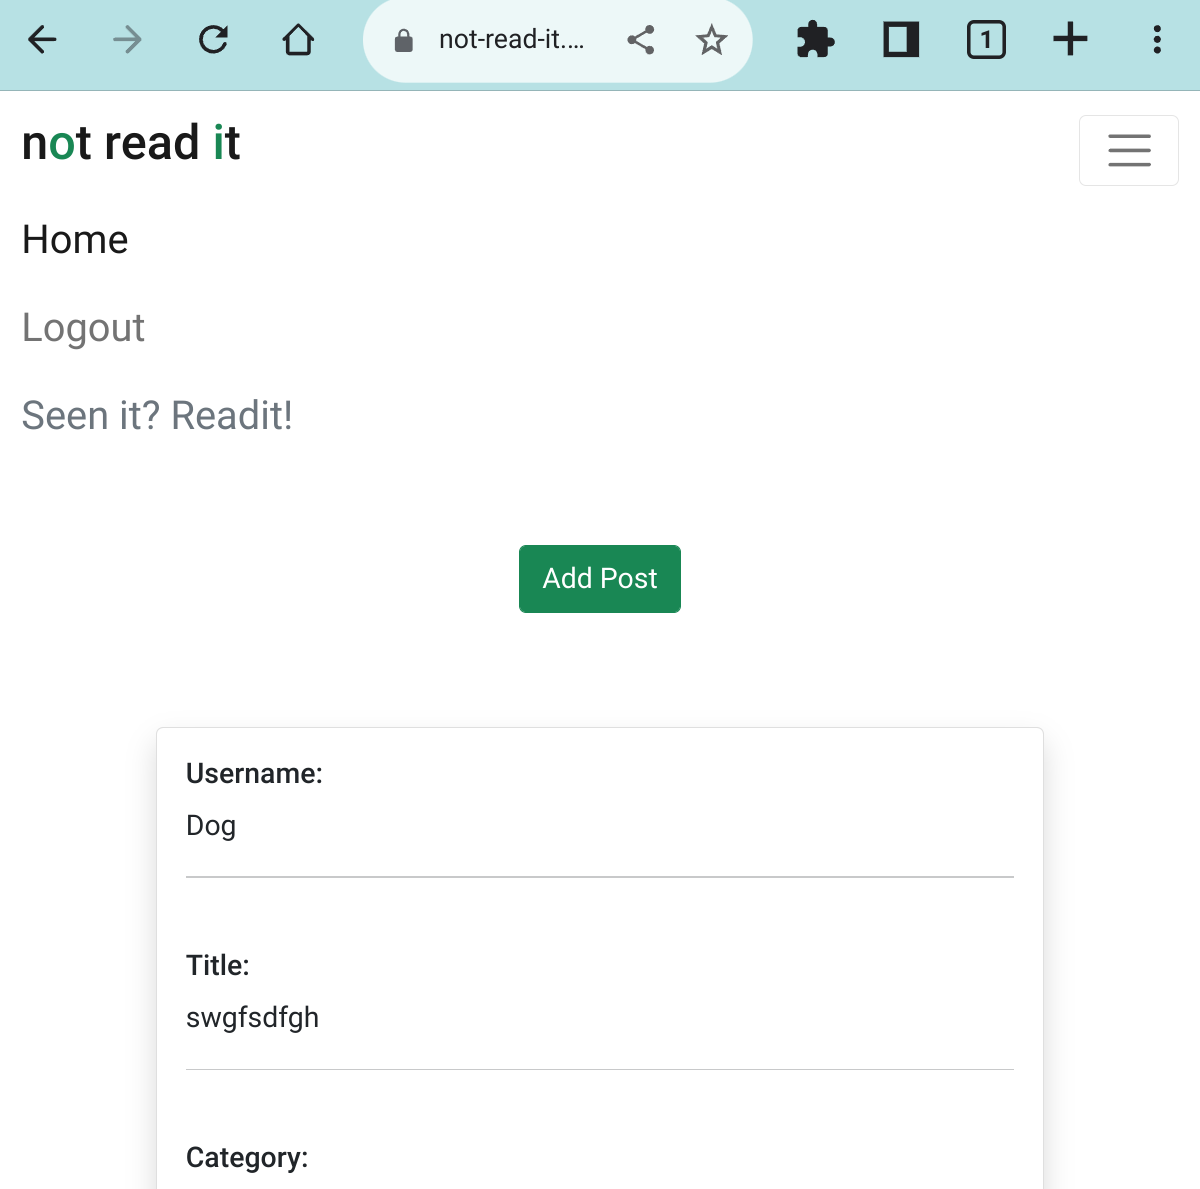 not-read-it....
1
not read it
Home
Logout
Seen it? Readit!
Add Post
Username:
Dog
Title:
swgfsdfgh
Category: